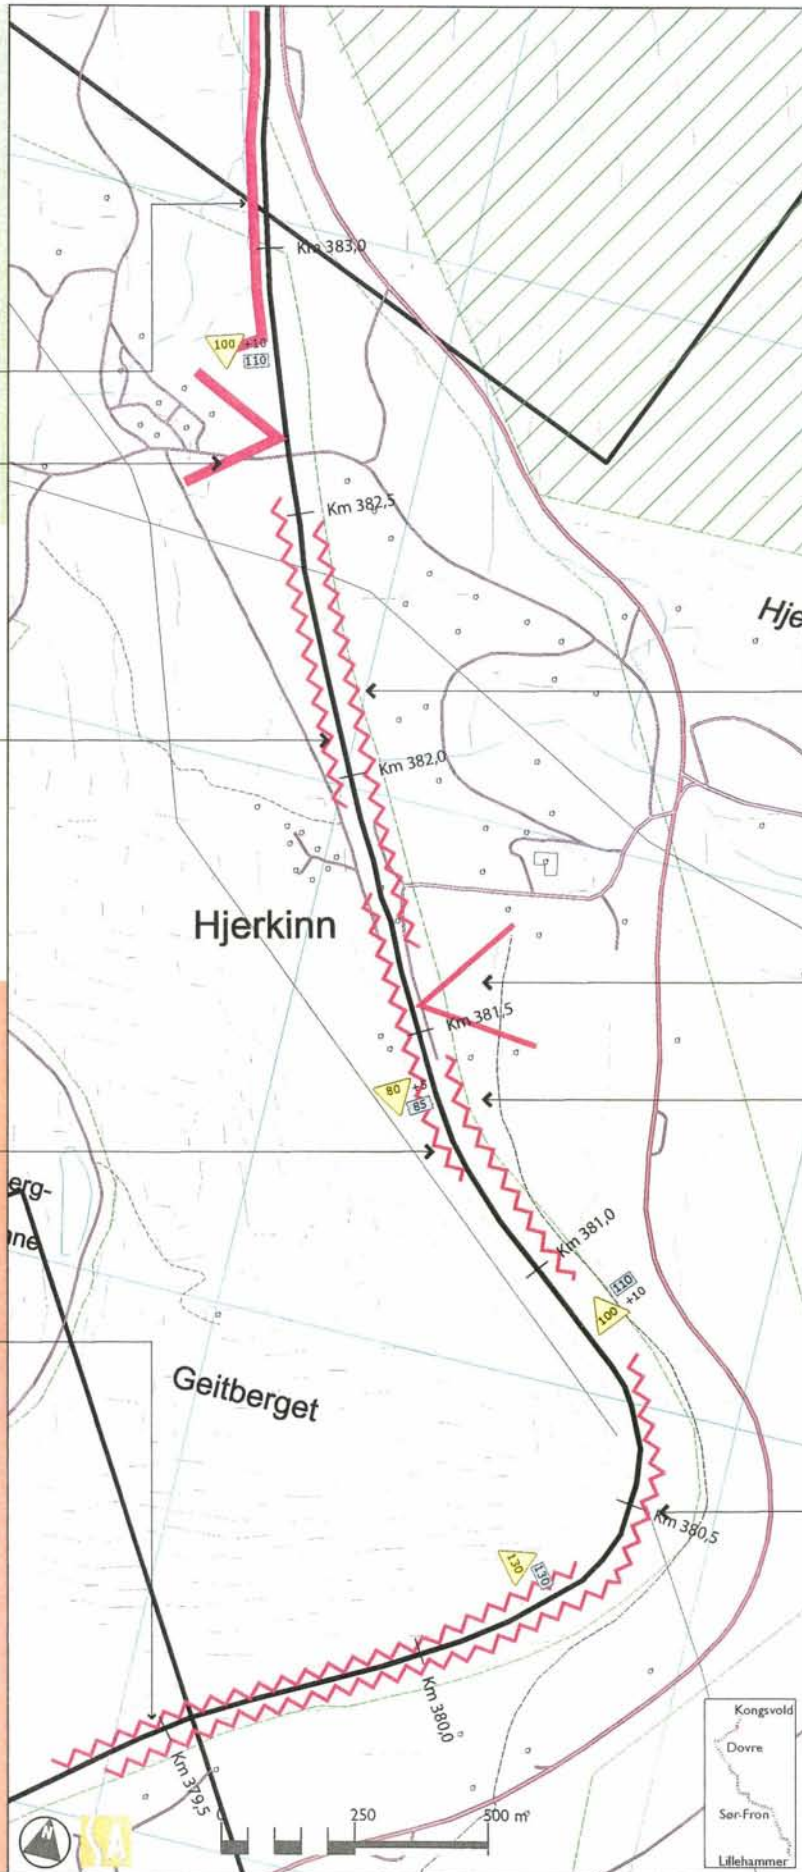 Km 383,0
100 +10
110
Km 382,5
Hje
Km 382,0
Hjerkinn
Km 381,5
80 +5
85
erg-
Km 381,0
110
100 +10
Geitberget
Km 380,5
130
130
Km 380,0
Km 379,5
Kongsvold
Dovre
Sør-Fron
Lillehammer
N
0 250 500 m